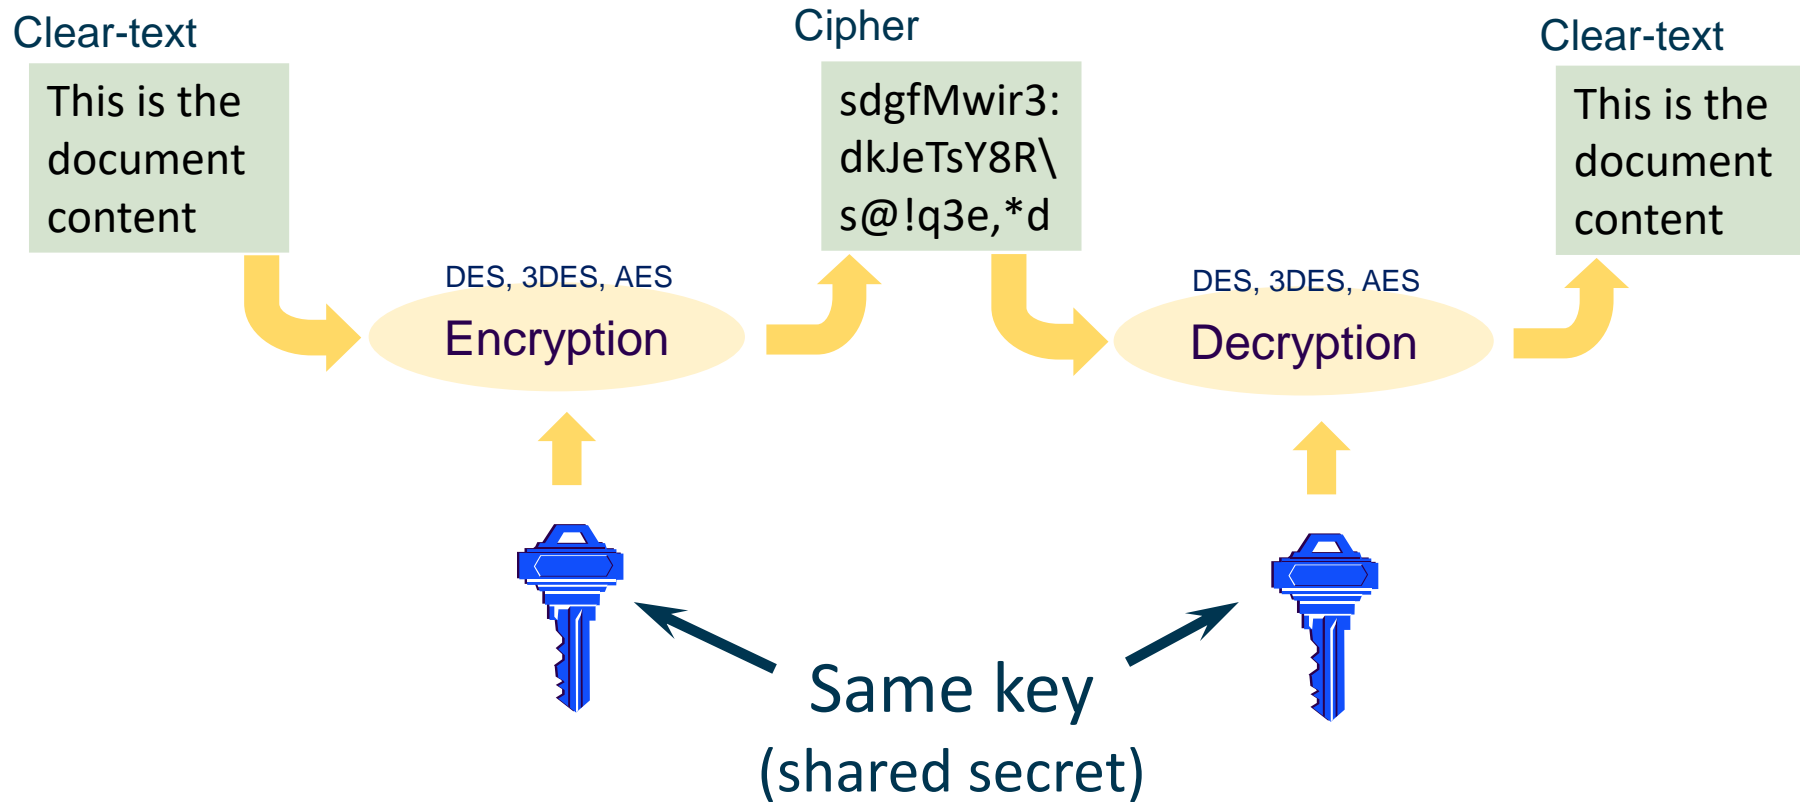 Clear-text
This is the
document
content
DES, 3DES, AES
Encryption
Cipher
sdgfMwir3:
dkJeTsY8R\
s@!q3e,*d
DES, 3DES, AES
Decryption
Clear-text
This is the
document
content
Same key
(shared secret)